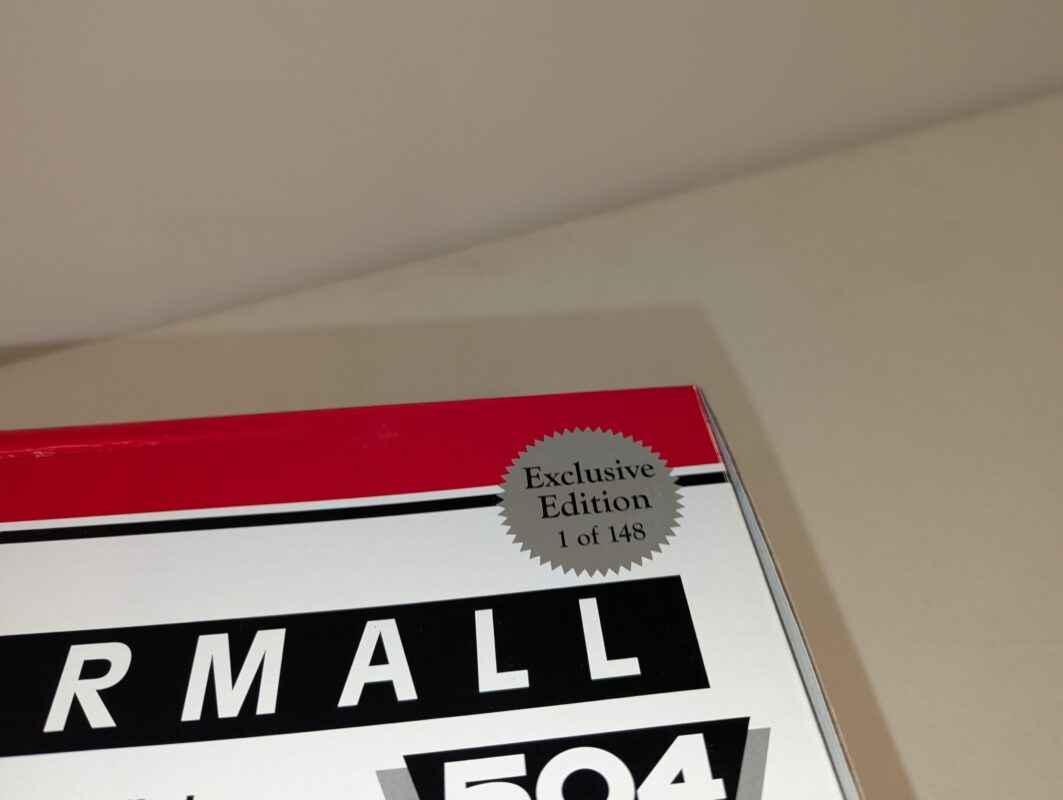 Exclusive
Edition
1 of 148
RMALL
504